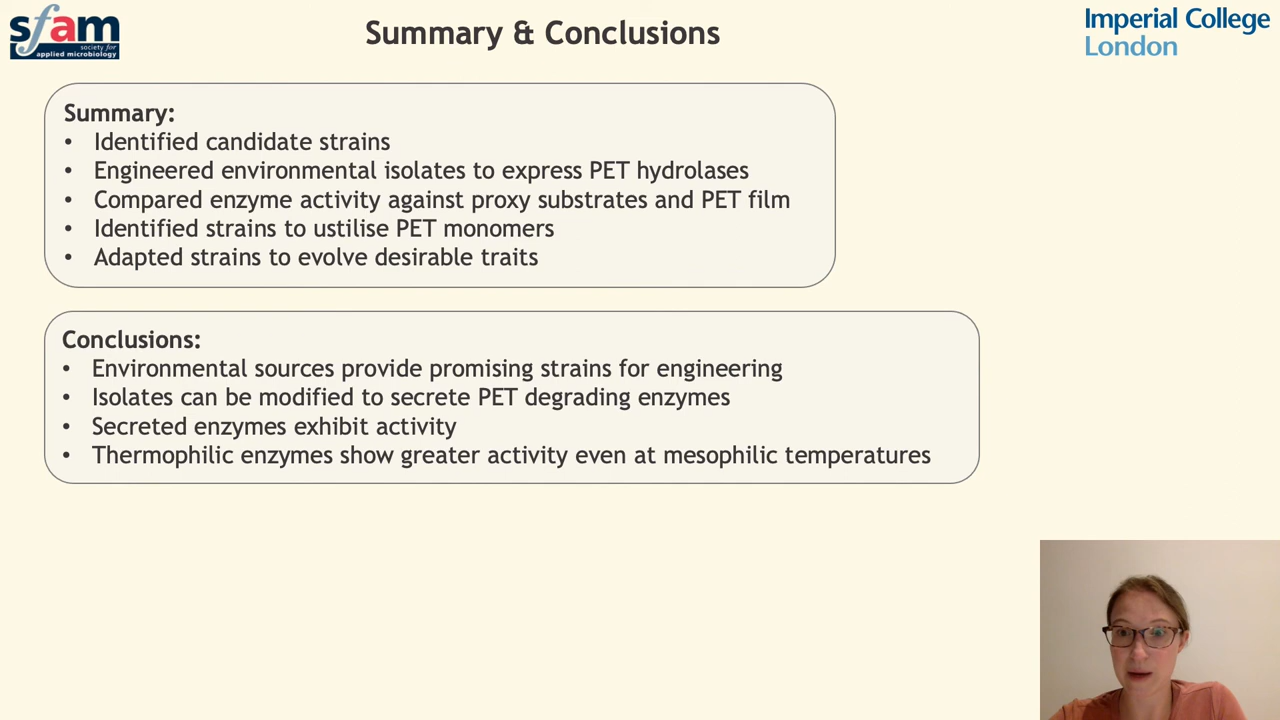 sfam
society for
applied microbiology
Summary & Conclusions
Imperial College
London
Summary:
• Identified candidate strains
• Engineered environmental isolates to express PET hydrolases
• Compared enzyme activity against proxy substrates and PET film
• Identified strains to ustilise PET monomers
• Adapted strains to evolve desirable traits
Conclusions:
• Environmental sources provide promising strains for engineering
• Isolates can be modified to secrete PET degrading enzymes
• Secreted enzymes exhibit activity
• Thermophilic enzymes show greater activity even at mesophilic temperatures